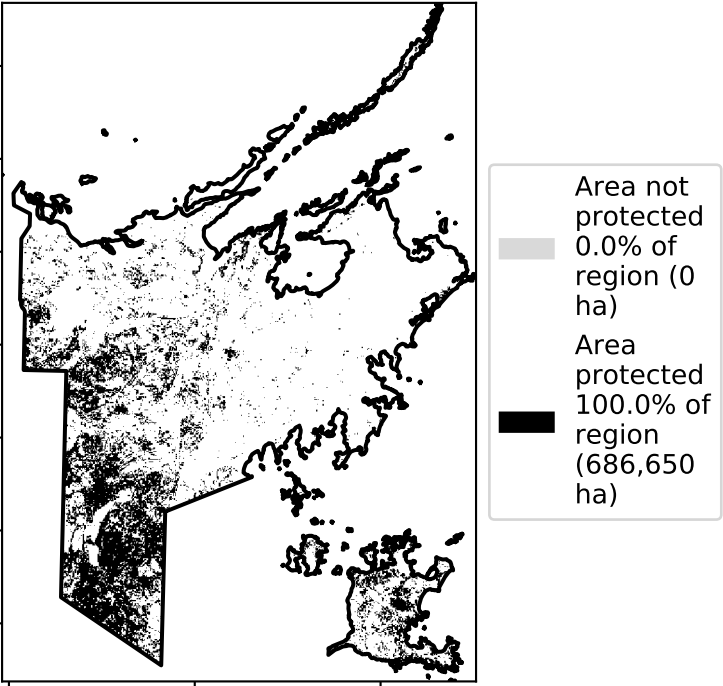 Area not
protected
0.0% of
region (0
ha)
Area
protected
100.0% of
region
(686,650
ha)